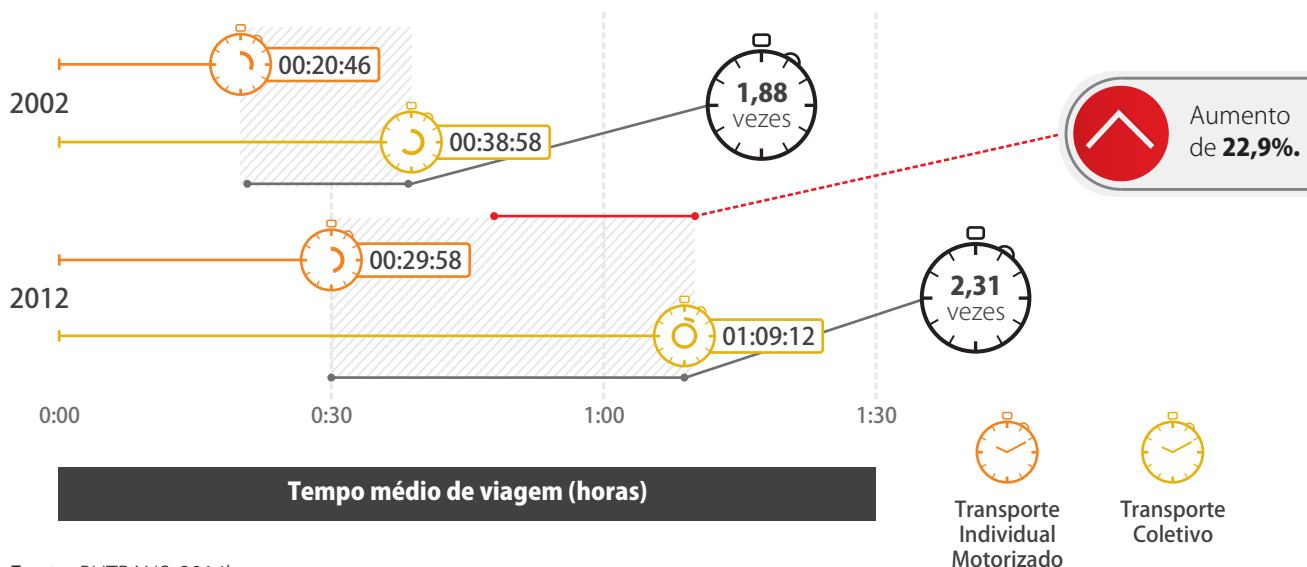 2002
00:20:46
00:38:58
1,88
vezes
Aumento
de 22,9%.
2012
00:29:58
01:09:12
2,31
vezes
0:00
0:30
1:00
1:30
Tempo médio de viagem (horas)
Transporte
Individual
Motorizado
Transporte
Coletivo